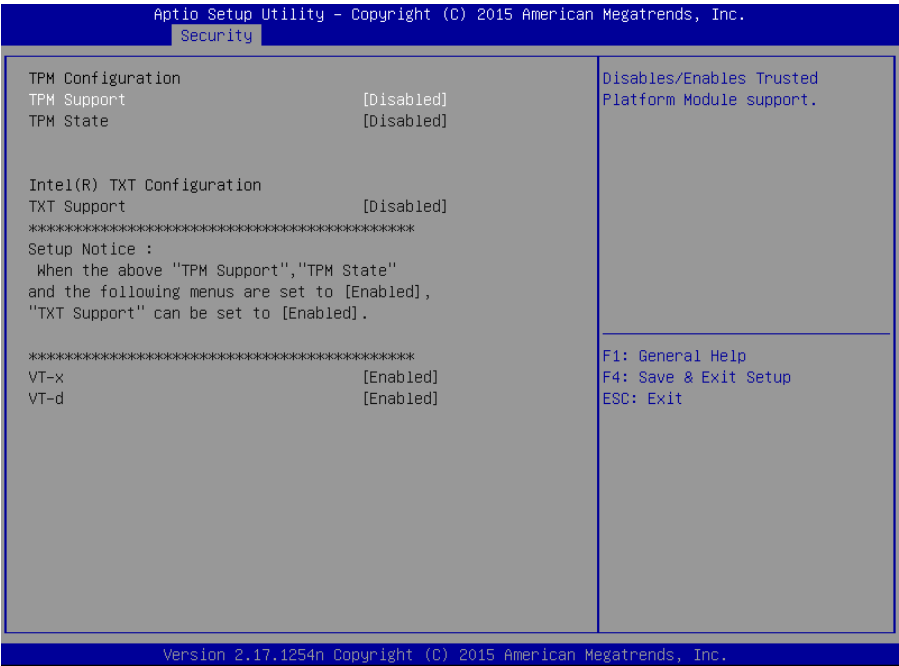 Aptio Setup Utility – Copyright (C) 2015 American Megatrends, Inc.
Security
TPM Configuration
TPM Support [Disabled]
TPM State [Disabled]
Intel(R) TXT Configuration
TXT Support [Disabled]
*******************************************
Setup Notice :
When the above "TPM Support","TPM State"
and the following menus are set to [Enabled],
"TXT Support" can be set to [Enabled].
*******************************************
VT-x [Enabled]
VT-d [Enabled]
Disables/Enables Trusted
Platform Module support.
F1: General Help
F4: Save & Exit Setup
ESC: Exit
Version 2.17.1254n Copyright (C) 2015 American Megatrends, Inc.